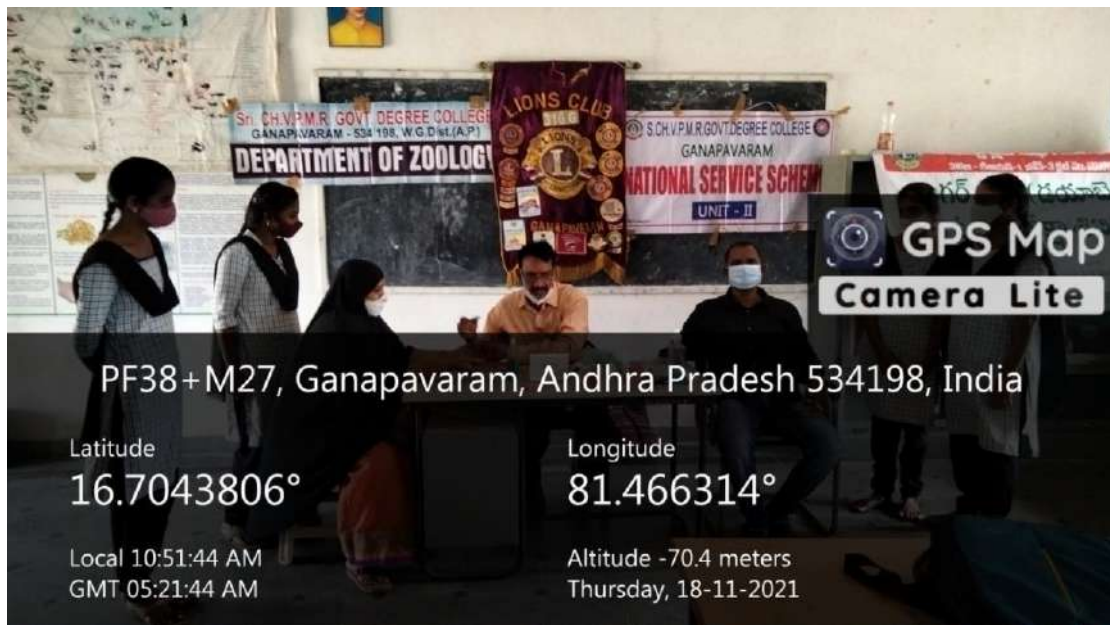 Sri. CH.V.P.M.R. GOVT. DEGREE COLLEGE
GANAPAVARAM - 534 198, W.G.Dist.(A.P.)
DEPARTMENT OF ZOOLOGY
LIONS CLUB
316 G
LIONS
L
GANAPAVARAM
S.CH.V.P.M.R.GOVT.DEGREE COLLEGE
GANAPAVARAM
NATIONAL SERVICE SCHEM
UNIT - II
GPS Map
Camera Lite
PF38+M27, Ganapavaram, Andhra Pradesh 534198, India
Latitude
16.7043806°
Longitude
81.466314°
Local 10:51:44 AM
GMT 05:21:44 AM
Altitude -70.4 meters
Thursday, 18-11-2021